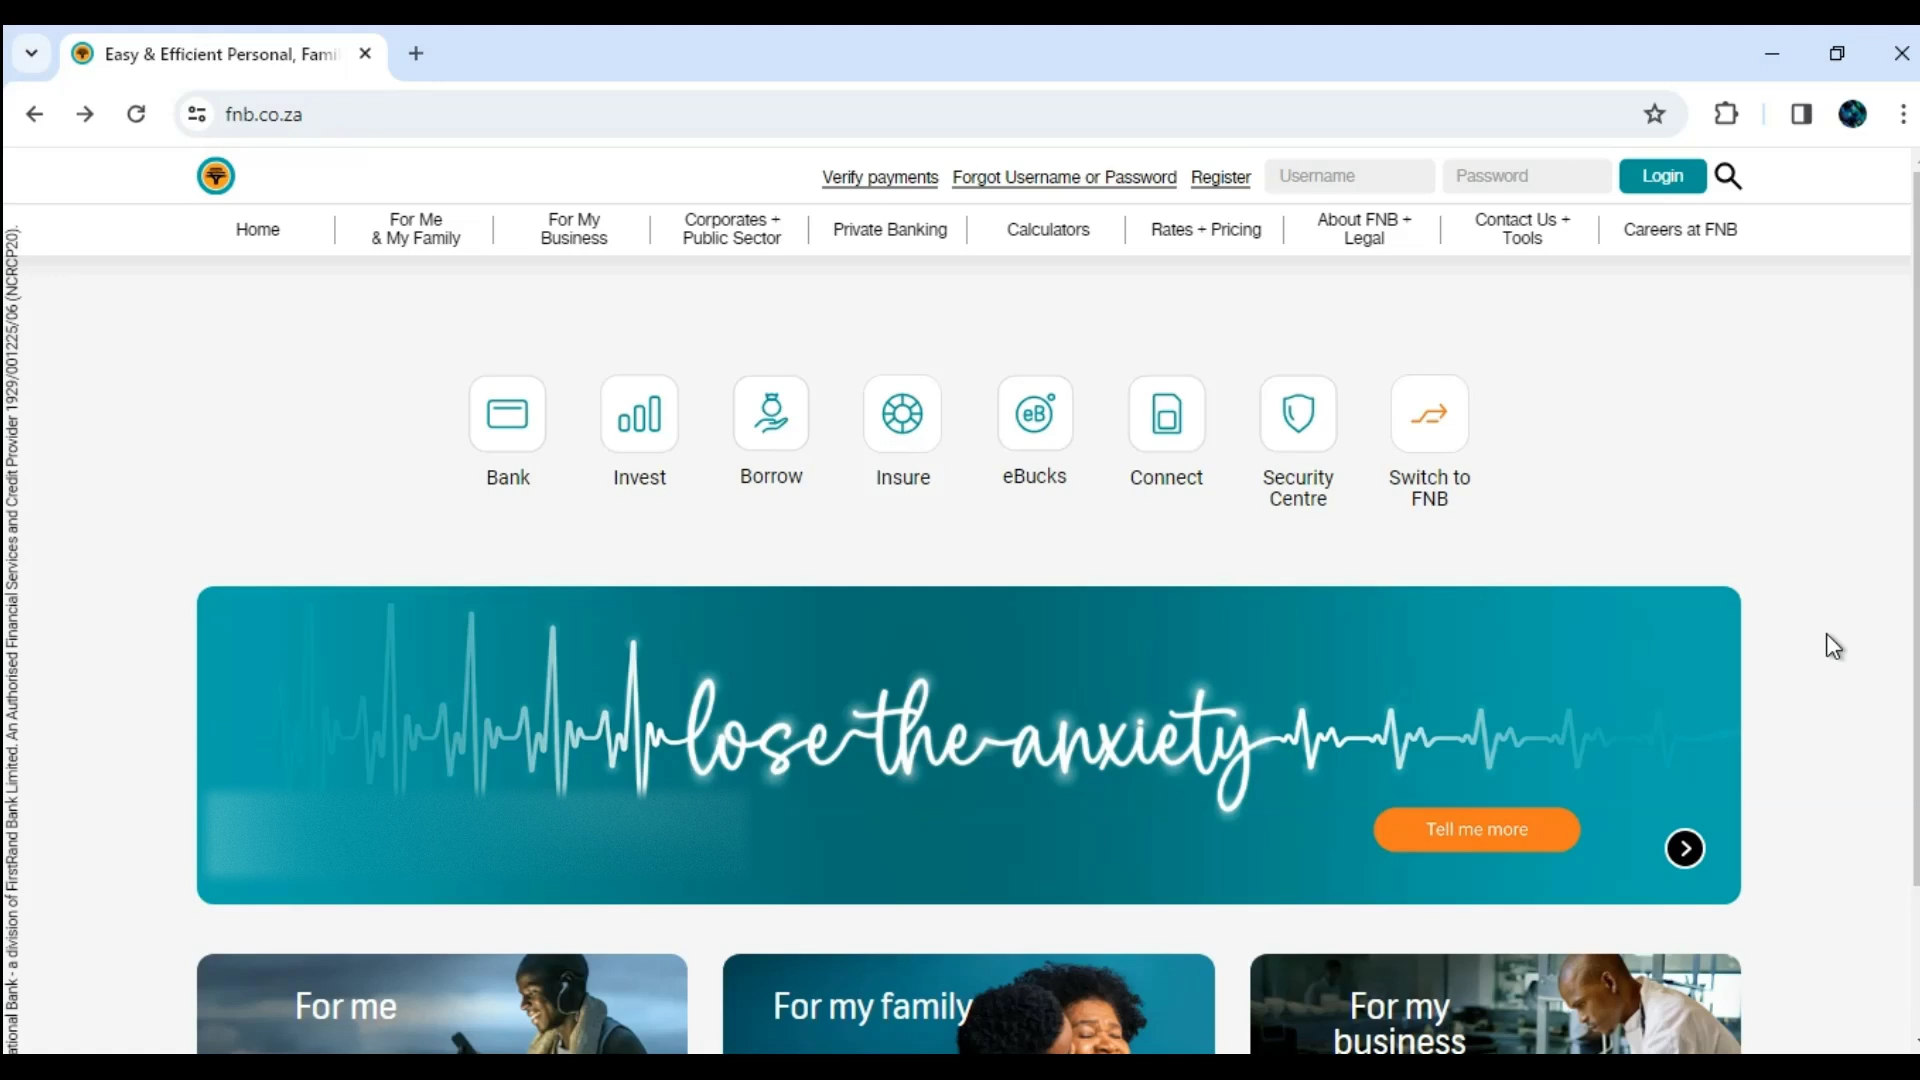 Easy & Efficient Personal, Fami
fnb.co.za
Verify payments Forgot Username or Password Register Username Password Login
Home
For Me
& My Family
For My
Business
Corporates +
Public Sector
Private Banking
Calculators
Rates + Pricing
About FNB +
Legal
Contact Us +
Tools
Careers at FNB
ational Bank - a division of FirstRand Bank Limited. An Authorised Financial Services and Credit Provider 1929/001225/06 (NCRCP20).
Bank
Invest
Borrow
Insure
eB
eBucks
Connect
Security
Centre
Switch to
FNB
lose the anxiety
Tell me more
For me
For my family
For my
business